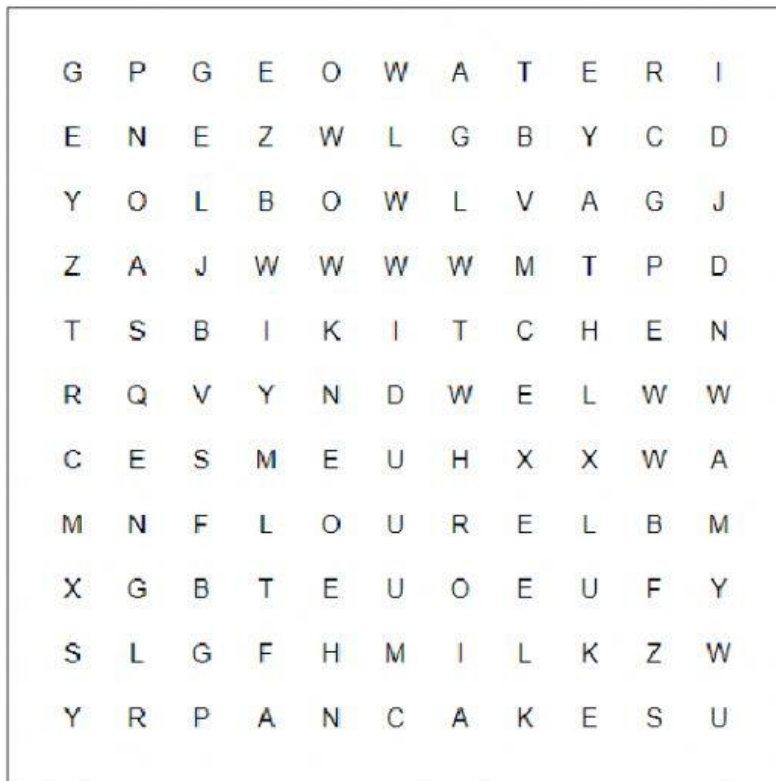 G P G E O W A T E R I
E N E Z W L G B Y C D
Y O L B O W L V A G J
Z A J W W W W M T P D
T S B I K I T C H E N
R Q V Y N D W E L W W
C E S M E U H X X W A
M N F L O U R E L B M
X G B T E U O E U F Y
S L G F H M I L K Z W
Y R P A N C A K E S U